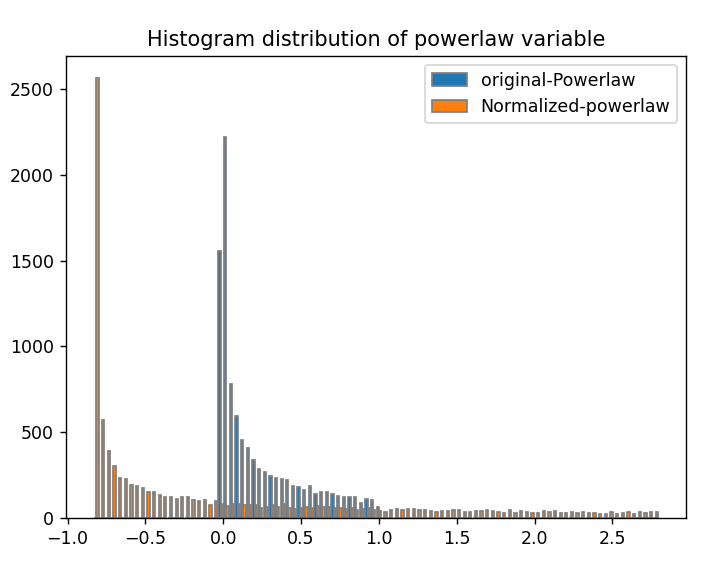 Histogram distribution of powerlaw variable
original-Powerlaw
Normalized-powerlaw
2500
2000
1500
1000
500
0
−1.0 −0.5 0.0 0.5 1.0 1.5 2.0 2.5